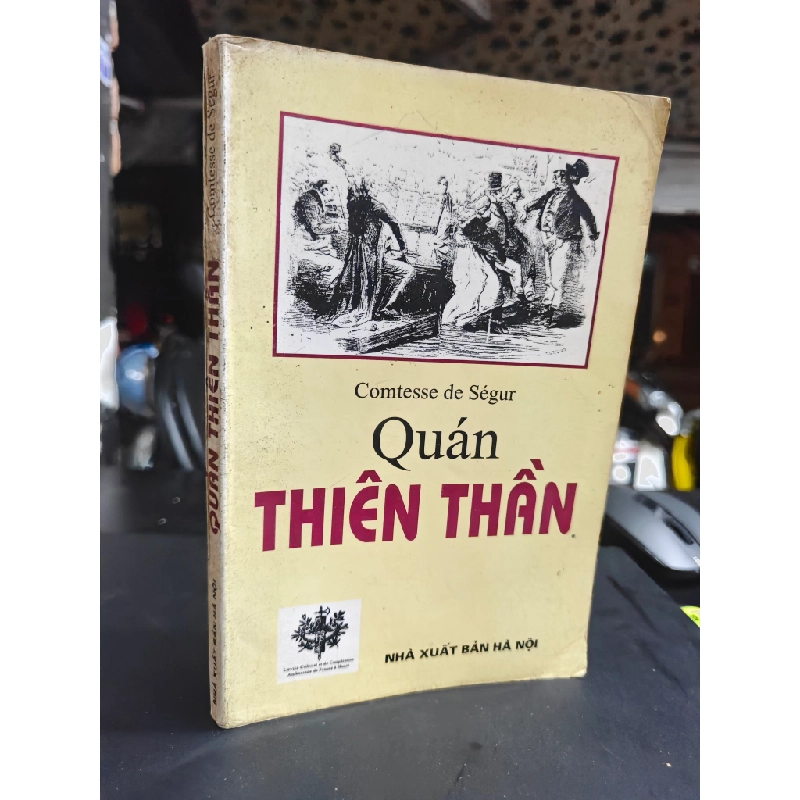 Comtesse de Ségur
Quán
THIÊN THẦN
NHÀ XUẤT BẢN HÀ NỘI
Comtesse de Ségur
QUÁN THIÊN THẦN
NHÀ XUẤT BẢN HÀ NỘI